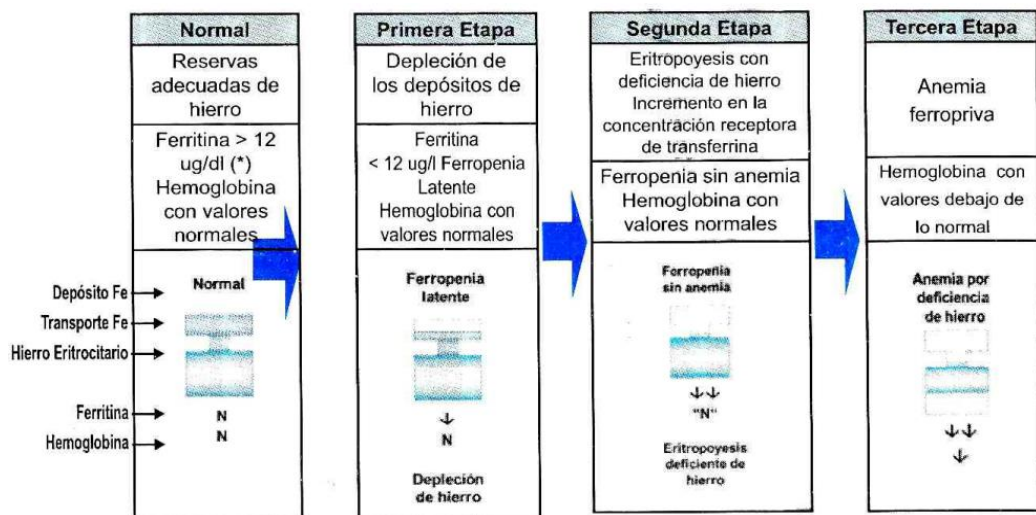 Normal
Reservas
adecuadas de
hierro
Ferritina > 12
ug/dl (*)
Hemoglobina
con valores
normales
Normal
Primera Etapa
Depleción de
los depósitos de
hierro
Ferritina
< 12 ug/l Ferropenia
Latente
Hemoglobina con
valores normales
Ferropenia
latente
Segunda Etapa
Eritropoyesis con
deficiencia de hierro
Incremento en la
concentración receptora
de transferrina
Ferropenia sin anemia
Hemoglobina con
valores normales
Ferropenia
sin anemia
Tercera Etapa
Anemia
ferropriva
Hemoglobina con
valores debajo de
lo normal
Anemia por
deficiencia
de hierro
Depósito Fe
Transporte Fe
Hierro Eritrocitario
Ferritina
Hemoglobina
N
N
↓
N
Depleción
de hierro
↓↓
"N"
Eritropoyesis
deficiente de
hierro
↓↓
↓